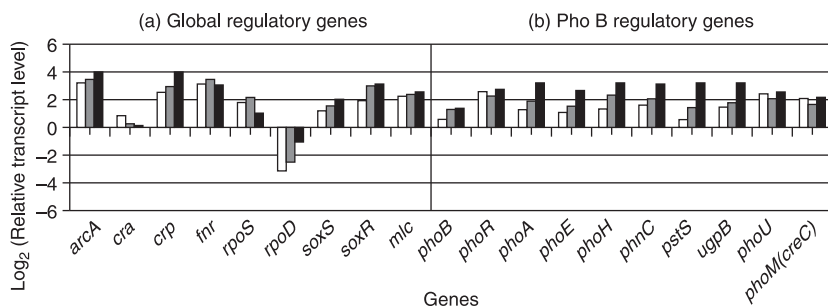 (a) Global regulatory genes
(b) Pho B regulatory genes
Log2 (Relative transcript level)
6
4
2
0
−2
−4
−6
arcA
cra
crp
fnr
rpoS
rpoD
soxS
soxR
mlc
phoB
phoR
phoA
phoE
phoH
phnC
pstS
ugpB
phoU
phoM(creC)
Genes